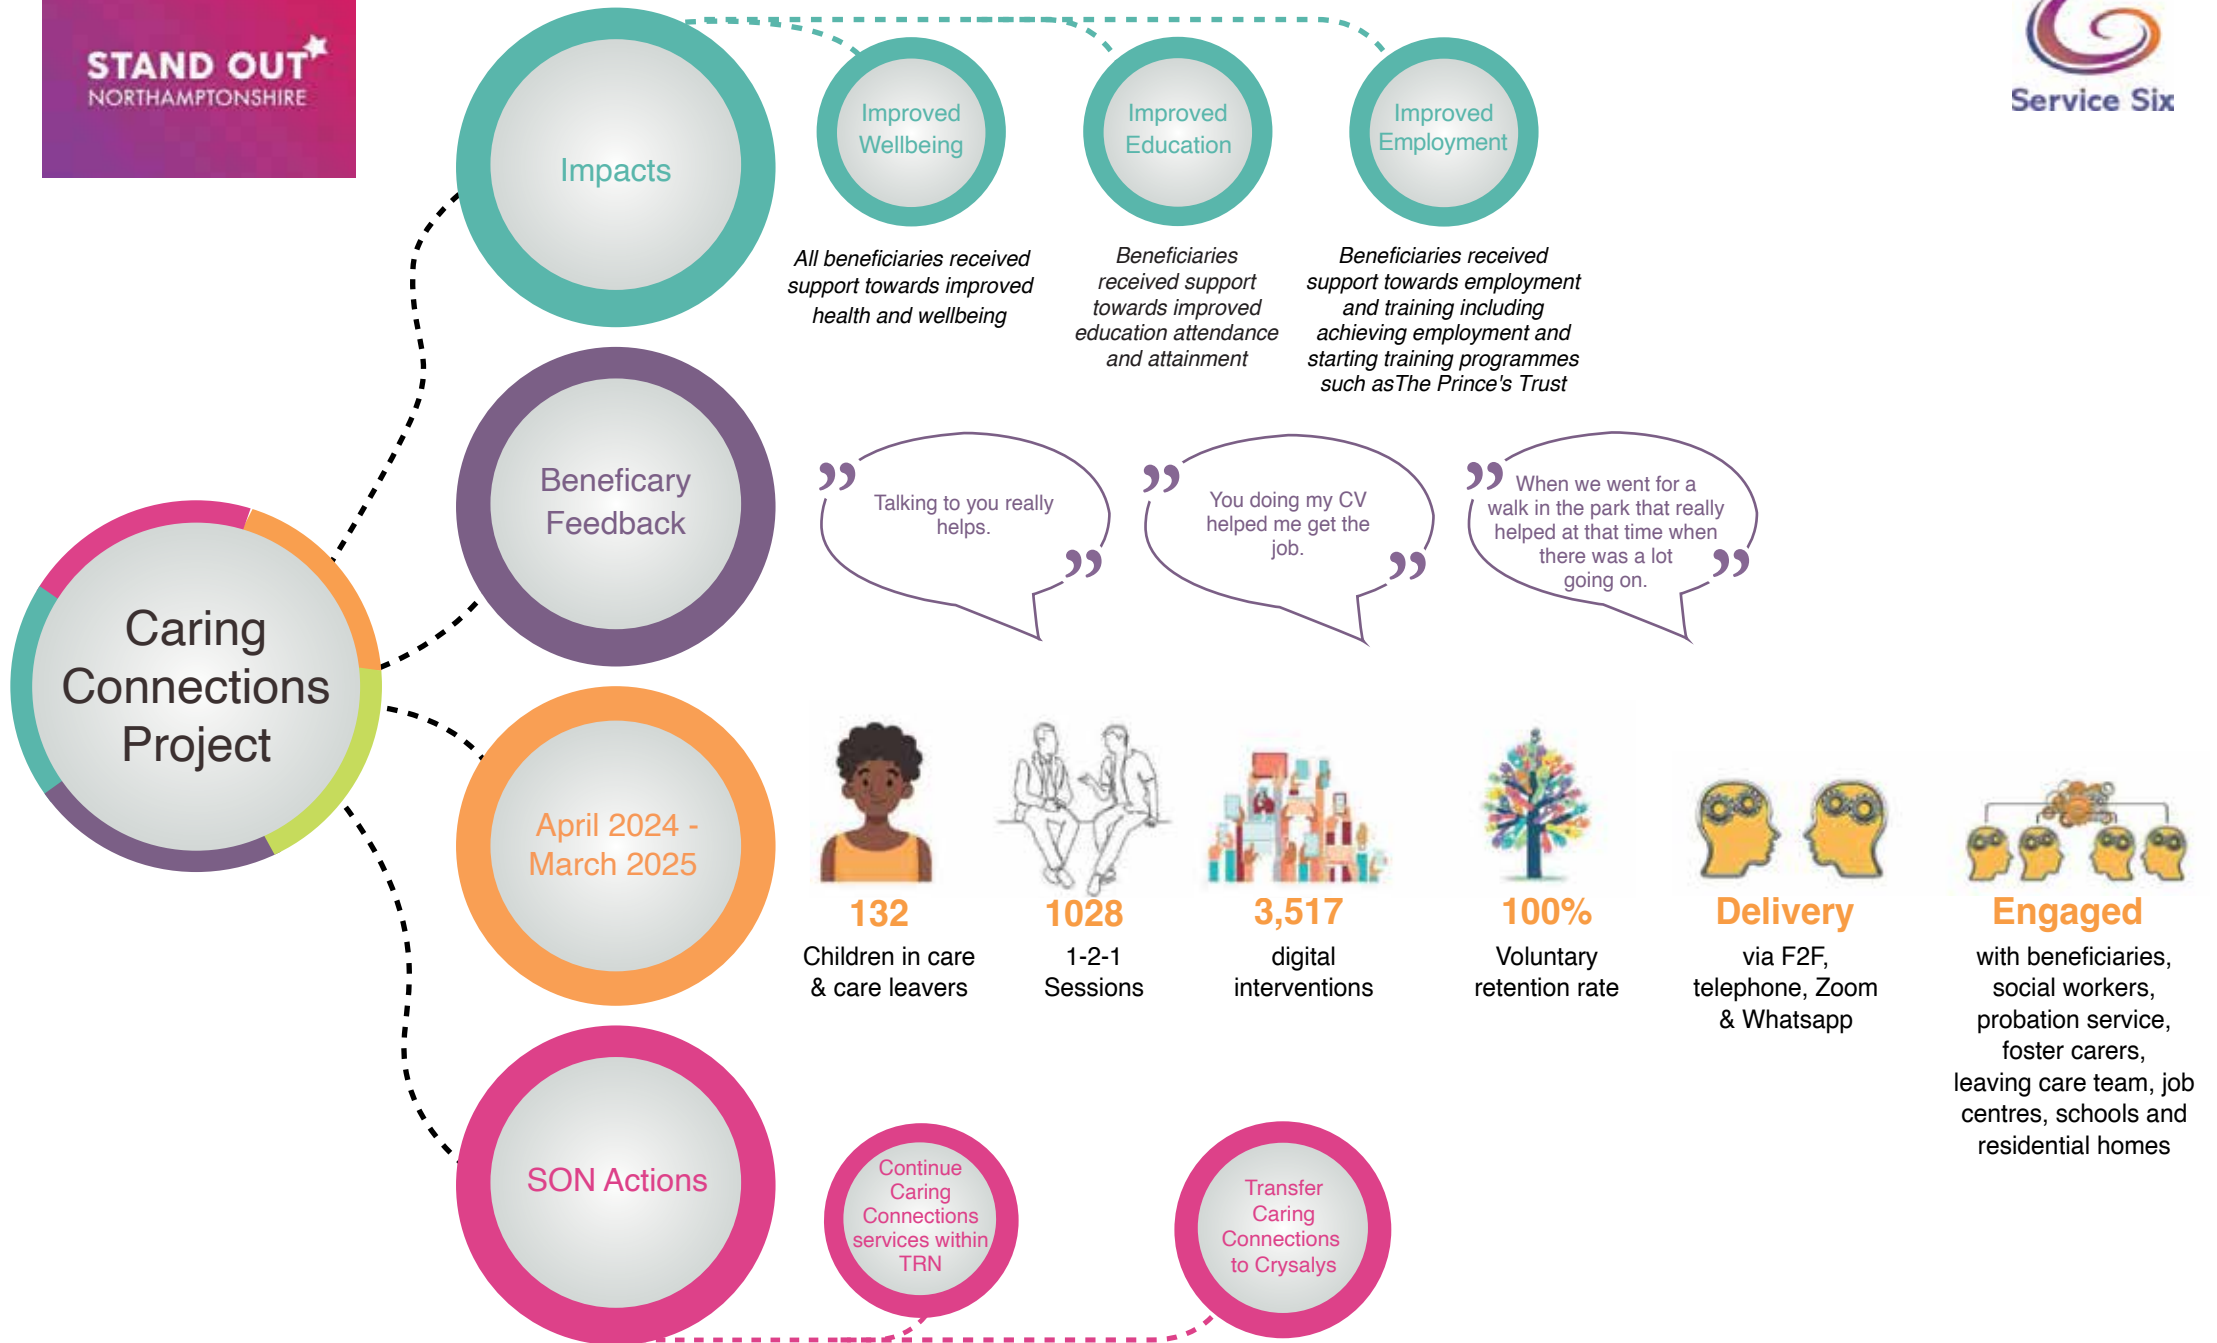 STAND OUT
NORTHAMPTONSHIRE
Service Six
Caring
Connections
Project
Impacts
Improved
Wellbeing
All beneficiaries received
support towards improved
health and wellbeing
Improved
Education
Beneficiaries
received support
towards improved
education attendance
and attainment
Improved
Employment
Beneficiaries received
support towards employment
and training including
achieving employment and
starting training programmes
such asThe Prince's Trust
Beneficary
Feedback
” Talking to you really
helps. ”
” You doing my CV
helped me get the
job. ”
” When we went for a
walk in the park that really
helped at that time when
there was a lot
going on. ”
April 2024 -
March 2025
132
Children in care
& care leavers
1028
1-2-1
Sessions
3,517
digital
interventions
100%
Voluntary
retention rate
Delivery
via F2F,
telephone, Zoom
& Whatsapp
Engaged
with beneficiaries,
social workers,
probation service,
foster carers,
leaving care team, job
centres, schools and
residential homes
SON Actions
Continue
Caring
Connections
services within
TRN
Transfer
Caring
Connections
to Crysalys